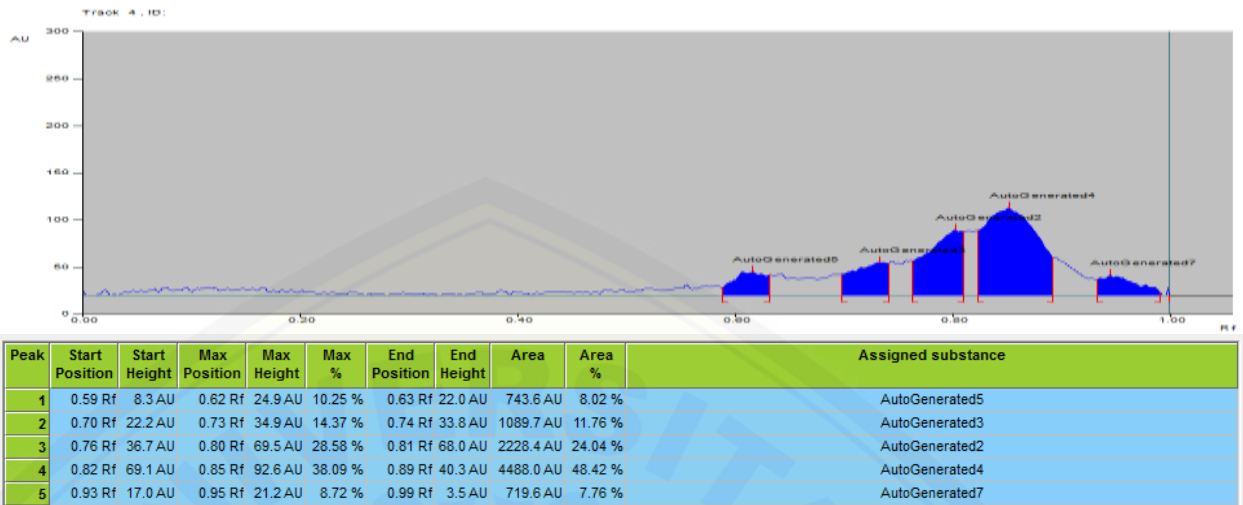 Track 4 , ID:
AU
300
250
200
150
100
50
0
AutoGenerated5
AutoGenerated3
AutoGenerated2
AutoGenerated4
AutoGenerated7
0.00 0.20 0.40 0.60 0.80 1.00
Rf
Peak Start Position Start Height Max Position Max Height Max % End Position End Height Area Area % Assigned substance
1 0.59 Rf 8.3 AU 0.62 Rf 24.9 AU 10.25 % 0.63 Rf 22.0 AU 743.6 AU 8.02 % AutoGenerated5
2 0.70 Rf 22.2 AU 0.73 Rf 34.9 AU 14.37 % 0.74 Rf 33.8 AU 1089.7 AU 11.76 % AutoGenerated3
3 0.76 Rf 36.7 AU 0.80 Rf 69.5 AU 28.58 % 0.81 Rf 68.0 AU 2228.4 AU 24.04 % AutoGenerated2
4 0.82 Rf 69.1 AU 0.85 Rf 92.6 AU 38.09 % 0.89 Rf 40.3 AU 4488.0 AU 48.42 % AutoGenerated4
5 0.93 Rf 17.0 AU 0.95 Rf 21.2 AU 8.72 % 0.99 Rf 3.5 AU 719.6 AU 7.76 % AutoGenerated7